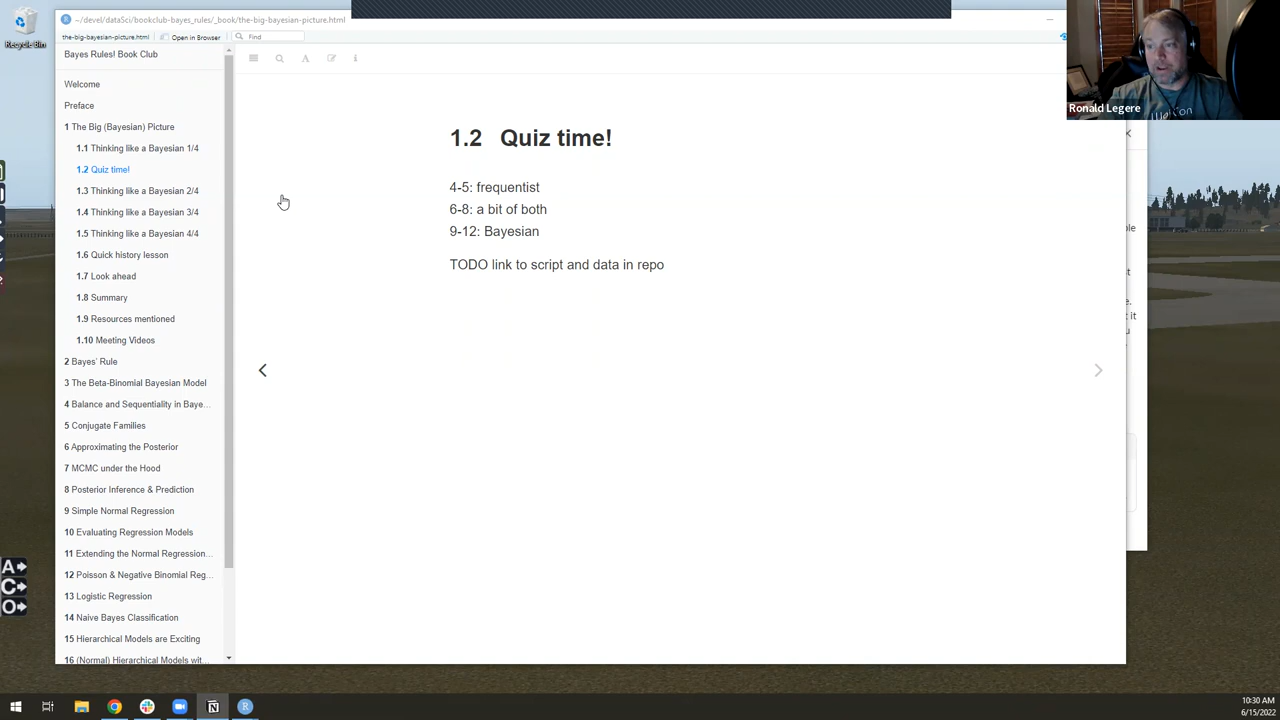 ~/devel/dataSci/bookclub-bayes_rules/_book/the-big-bayesian-picture.html
the-big-bayesian-picture.html
Open in Browser
Find
Recycle Bin
Bayes Rules! Book Club
Welcome
Preface
1 The Big (Bayesian) Picture
1.1 Thinking like a Bayesian 1/4
1.2 Quiz time!
1.3 Thinking like a Bayesian 2/4
1.4 Thinking like a Bayesian 3/4
1.5 Thinking like a Bayesian 4/4
1.6 Quick history lesson
1.7 Look ahead
1.8 Summary
1.9 Resources mentioned
1.10 Meeting Videos
2 Bayes' Rule
3 The Beta-Binomial Bayesian Model
4 Balance and Sequentiality in Baye...
5 Conjugate Families
6 Approximating the Posterior
7 MCMC under the Hood
8 Posterior Inference & Prediction
9 Simple Normal Regression
10 Evaluating Regression Models
11 Extending the Normal Regression...
12 Poisson & Negative Binomial Reg...
13 Logistic Regression
14 Naive Bayes Classification
15 Hierarchical Models are Exciting
16 (Normal) Hierarchical Models wit...
1.2 Quiz time!
4-5: frequentist
6-8: a bit of both
9-12: Bayesian
TODO link to script and data in repo
Ronald Legere
A
C
O
10:30 AM
6/15/2022